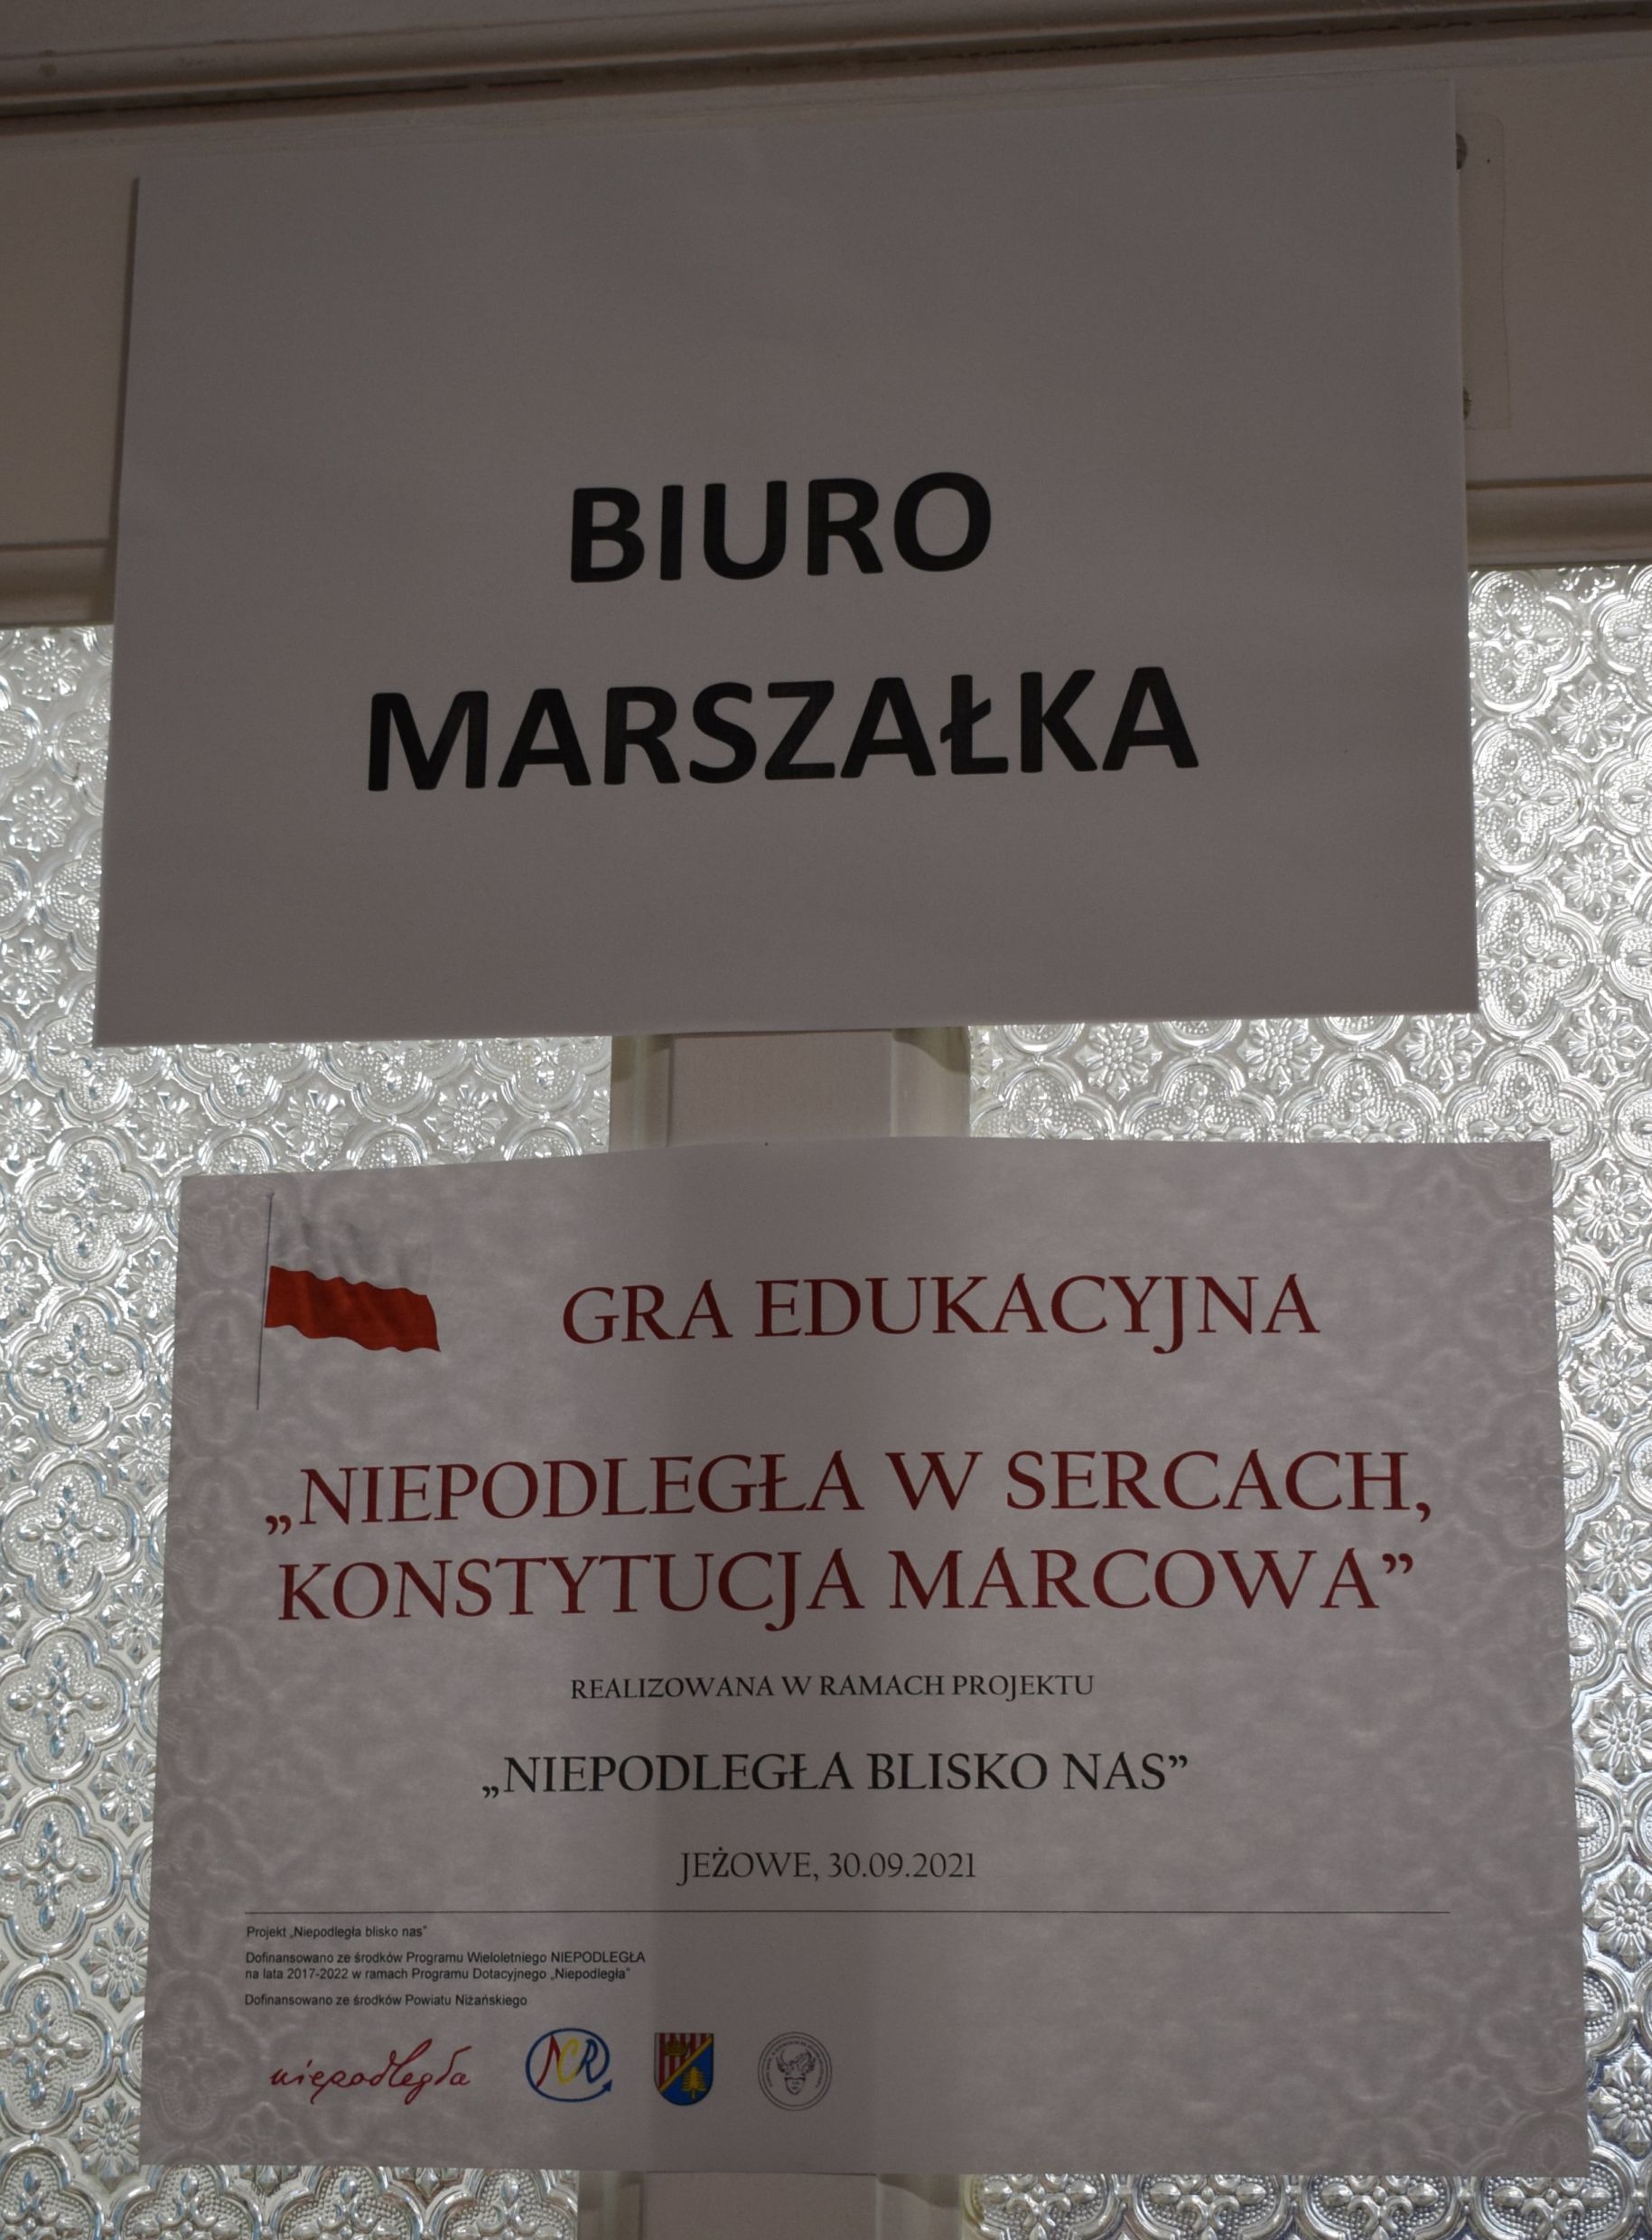 BIURO
MARSZAŁKA
GRA EDUKACYJNA
„NIEPODLEGŁA W SERCACH,
KONSTYTUCJA MARCOWA”
REALIZOWANA W RAMACH PROJEKTU
„NIEPODLEGŁA BLISKO NAS”
JEŻOWE, 30.09.2021
Projekt „Niepodległa blisko nas”
Dofinansowano ze środków Programu Wieloletniego NIEPODLEGŁA
na lata 2017-2022 w ramach Programu Dotacyjnego „Niepodległa”
Dofinansowano ze środków Powiatu Niżańskiego
niepodległa NCR